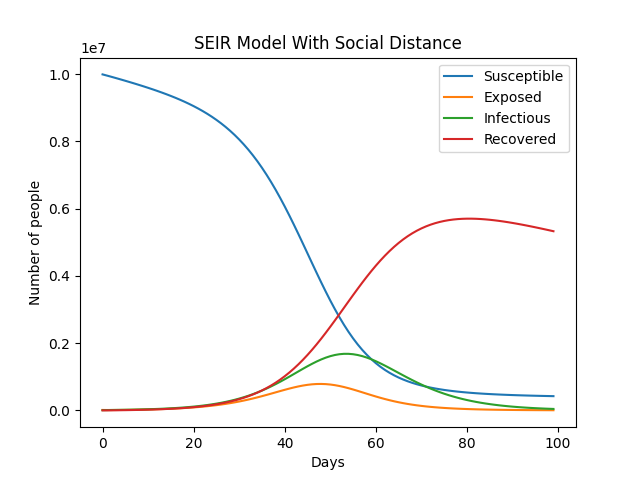 SEIR Model With Social Distance
1e7
1.0
0.8
0.6
0.4
0.2
0.0
Number of people
Susceptible
Exposed
Infectious
Recovered
0 20 40 60 80 100
Days